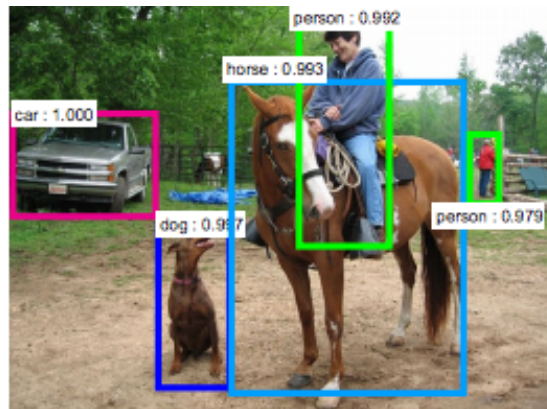 person : 0.992
horse : 0.993
car : 1.000
dog : 0.997
person : 0.979